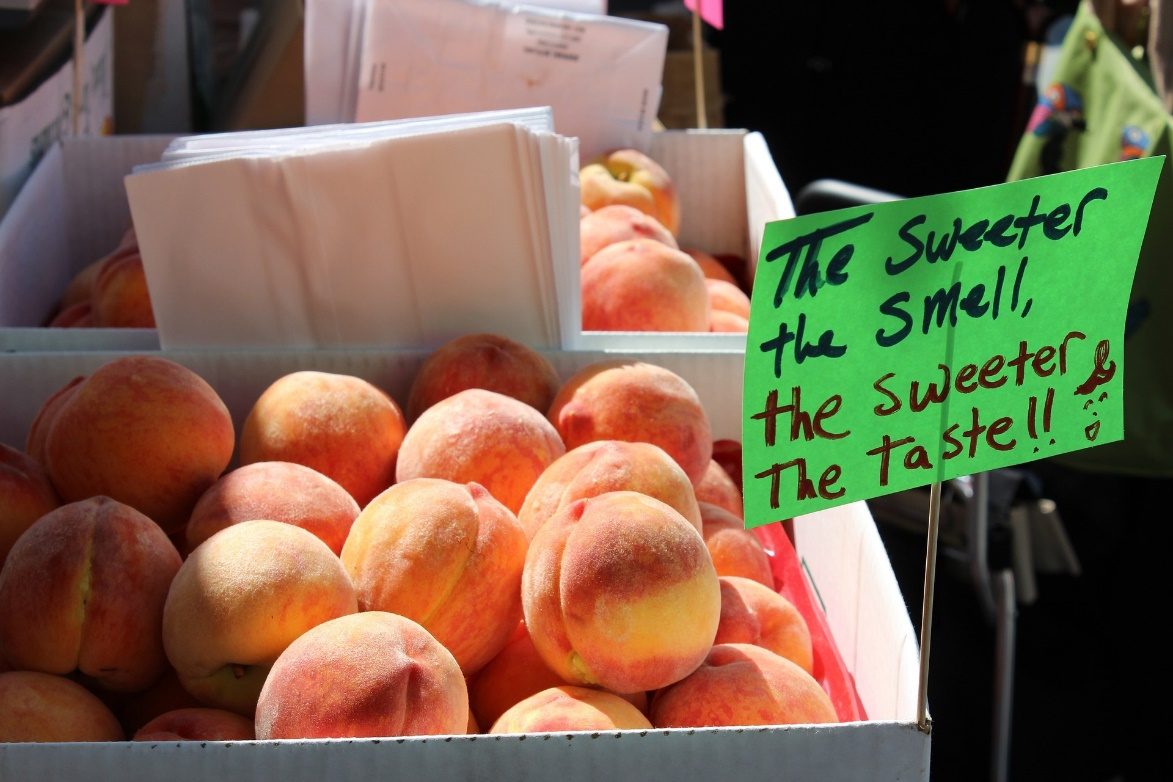 The Sweeter
the smell,
the sweeter
The Taste!!